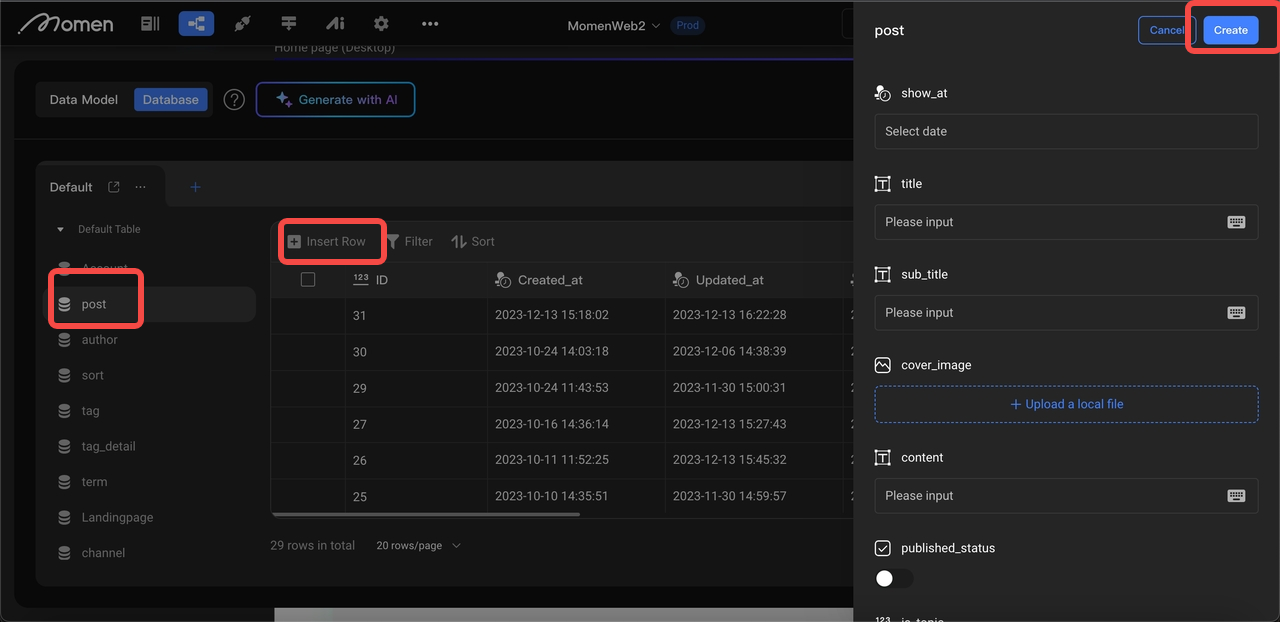 Momen
MomenWeb2
Prod
Home page (Desktop)
Data Model
Database
?
Generate with AI
Default
Default Table
Account
post
author
sort
tag
tag_detail
term
Landingpage
channel
Insert Row
Filter
Sort
123 ID
Created_at
Updated_at
31 2023-12-13 15:18:02 2023-12-13 16:22:28
30 2023-10-24 14:03:18 2023-12-06 14:38:39
29 2023-10-24 11:43:53 2023-11-30 15:00:31
27 2023-10-16 14:36:14 2023-12-13 15:27:43
26 2023-10-11 11:52:25 2023-12-13 15:45:32
25 2023-10-10 14:35:51 2023-11-30 14:59:57
29 rows in total
20 rows/page
post
Cancel
Create
show_at
Select date
title
Please input
sub_title
Please input
cover_image
+ Upload a local file
content
Please input
published_status